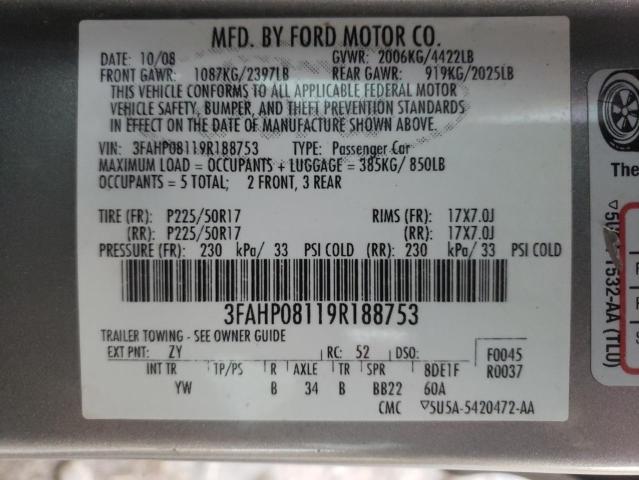 MFD. BY FORD MOTOR CO.
DATE: 10/08 GVWR: 2006KG/4422LB
FRONT GAWR: 1087KG/2397LB REAR GAWR: 919KG/2025LB
THIS VEHICLE CONFORMS TO ALL APPLICABLE FEDERAL MOTOR
VEHICLE SAFETY, BUMPER, AND THEFT PREVENTION STANDARDS
IN EFFECT ON THE DATE OF MANUFACTURE SHOWN ABOVE.
VIN: 3FAHP08119R188753 TYPE: Passenger Car
MAXIMUM LOAD = OCCUPANTS + LUGGAGE = 385KG/ 850LB
OCCUPANTS = 5 TOTAL; 2 FRONT, 3 REAR
TIRE (FR): P225/50R17 RIMS (FR): 17X7.0J
(RR): P225/50R17 (RR): 17X7.0J
PRESSURE (FR): 230 kPa/ 33 PSI COLD (RR): 230 kPa/ 33 PSI COLD
3FAHP08119R188753
TRAILER TOWING - SEE OWNER GUIDE
EXT PNT: ZY RC: 52 DSO: F0045
INT TR TP/PS R AXLE TR SPR 8DE1F R0037
YW B 34 B BB22 60A
CMC ▽5U5A-5420472-AA
The
532-AA (TLU)